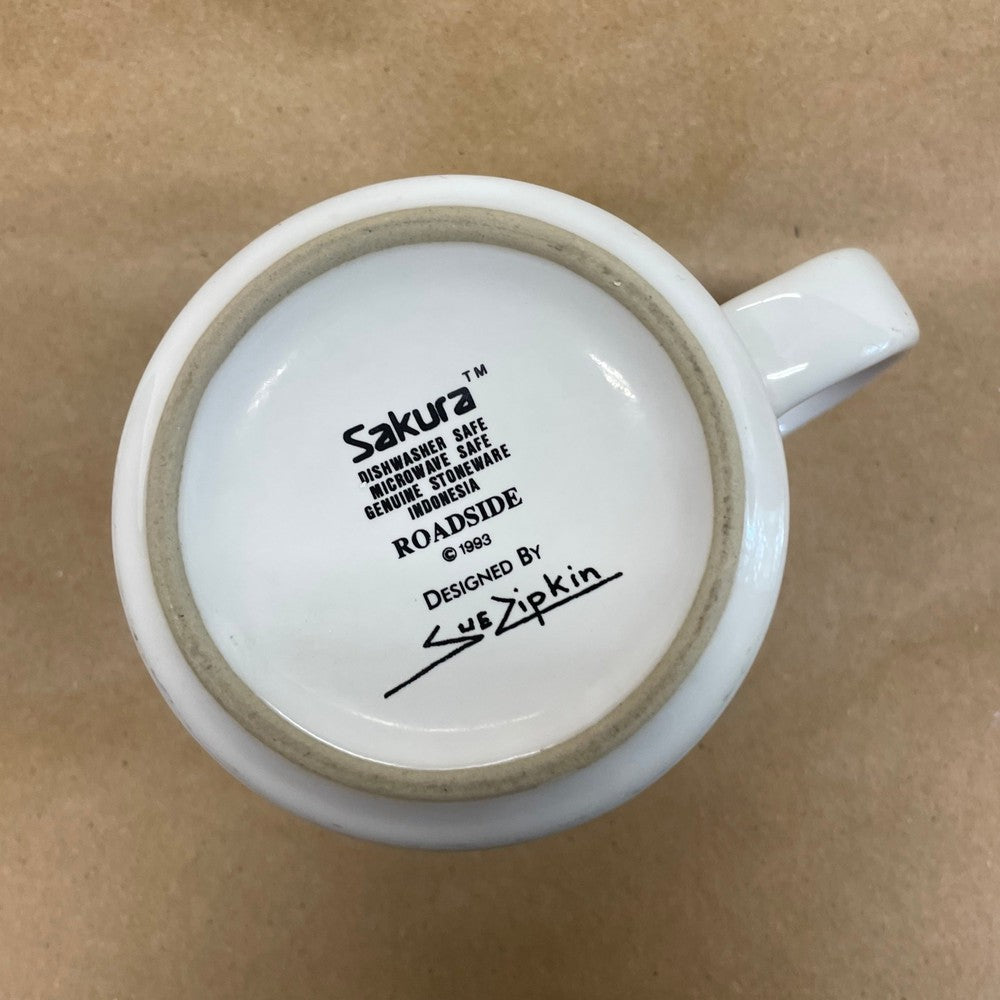 Sakura™
DISHWASHER SAFE
MICROWAVE SAFE
GENUINE STONEWARE
INDONESIA
ROADSIDE
© 1993
DESIGNED BY
Sue Zipkin